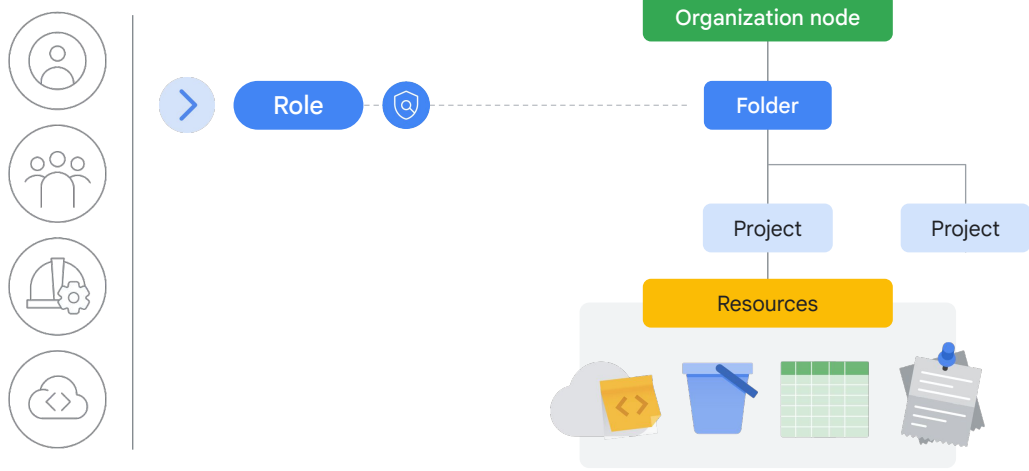 Organization node
Role
Folder
Project
Project
Resources